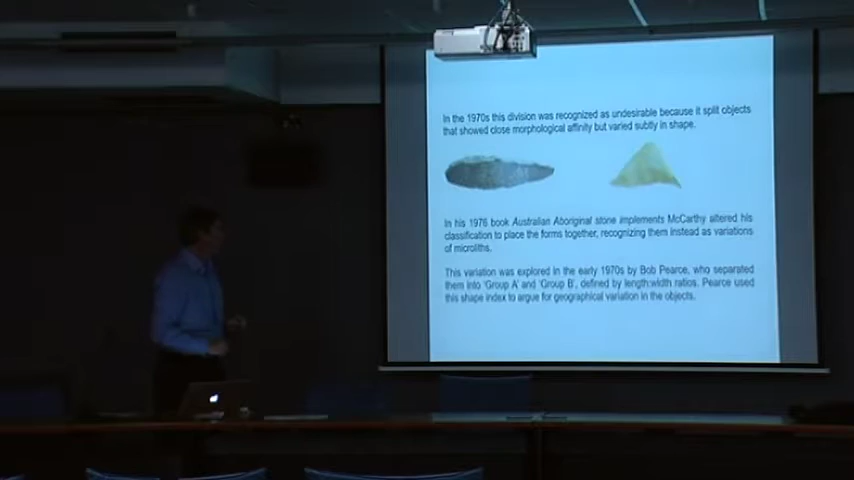 In the 1970s this division was recognized as undesirable because it split objects
that showed close morphological affinity but varied subtly in shape.
In his 1976 book Australian Aboriginal stone implements McCarthy altered his
classification to place the forms together, recognizing them instead as variations
of microliths.
This variation was explored in the early 1970s by Bob Pearce, who separated
them into 'Group A' and 'Group B', defined by length:width ratios. Pearce used
this shape index to argue for geographical variation in the objects.